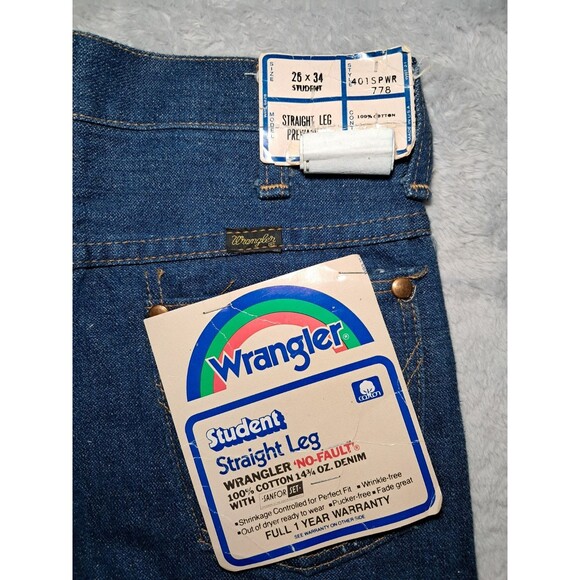 SIZE
26 x 34
STUDENT
STYLE
401SPWR
778
MODEL
STRAIGHT LEG
100% COTTON
MADE IN U.S.A.
Wrangler
Wrangler®
Student
Straight Leg
WRANGLER 'NO-FAULT'®
100% COTTON 14¾ OZ. DENIM
WITH SANFOR SET
•Shrinkage Controlled for Perfect Fit •Wrinkle-free
•Out of dryer ready to wear •Pucker-free •Fade great
FULL 1 YEAR WARRANTY
SEE WARRANTY ON OTHER SIDE
cotton